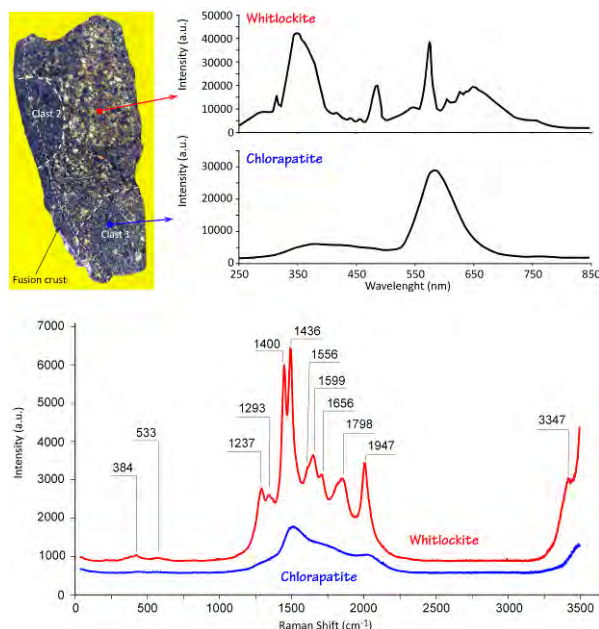 Whitlockite
50000
40000
30000
20000
10000
0
Intensity (a.u.)
Clast 2
Clast 1
Fusion crust
Chlorapatite
30000
20000
10000
0
Intensity (a.u.)
250 350 450 550 650 750 850
Wavelenght (nm)
7000
6000
5000
4000
3000
2000
1000
0
Intensity (a.u.)
384
533
1237
1293
1400
1436
1556
1599
1656
1798
1947
3347
Whitlockite
Chlorapatite
0 500 1000 1500 2000 2500 3000 3500
Raman Shift (cm-1)